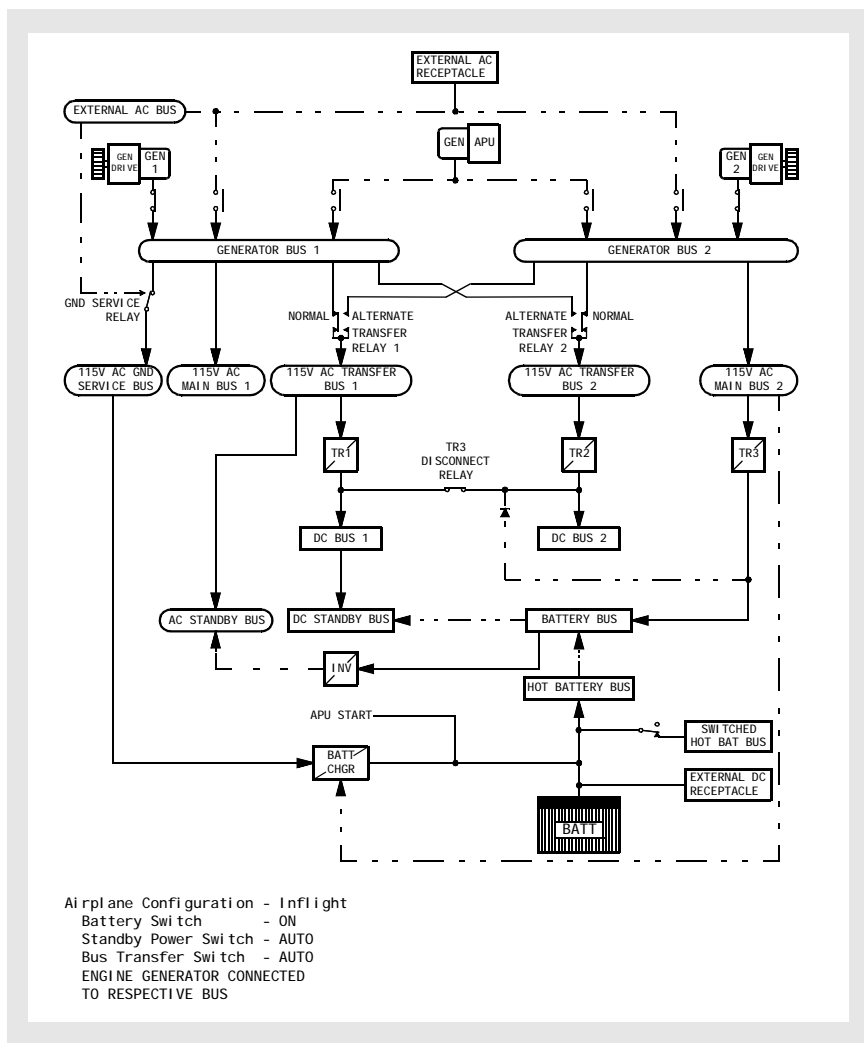 EXTERNAL AC
RECEPTACLE
EXTERNAL AC BUS
GEN
DRIVE
GEN
1
GEN
APU
GEN
2
GEN
DRIVE
GENERATOR BUS 1
GENERATOR BUS 2
GND SERVICE
RELAY
NORMAL
ALTERNATE
TRANSFER
RELAY 1
ALTERNATE
NORMAL
TRANSFER
RELAY 2
115V AC GND
SERVICE BUS
115V AC
MAIN BUS 1
115V AC TRANSFER
BUS 1
115V AC TRANSFER
BUS 2
115V AC
MAIN BUS 2
TR1
TR3
DISCONNECT
RELAY
TR2
TR3
DC BUS 1
DC BUS 2
AC STANDBY BUS
DC STANDBY BUS
BATTERY BUS
INV
HOT BATTERY BUS
APU START
SWITCHED
HOT BAT BUS
BATT
CHGR
EXTERNAL DC
RECEPTACLE
BATT
Airplane Configuration - Inflight
Battery Switch - ON
Standby Power Switch - AUTO
Bus Transfer Switch - AUTO
ENGINE GENERATOR CONNECTED
TO RESPECTIVE BUS